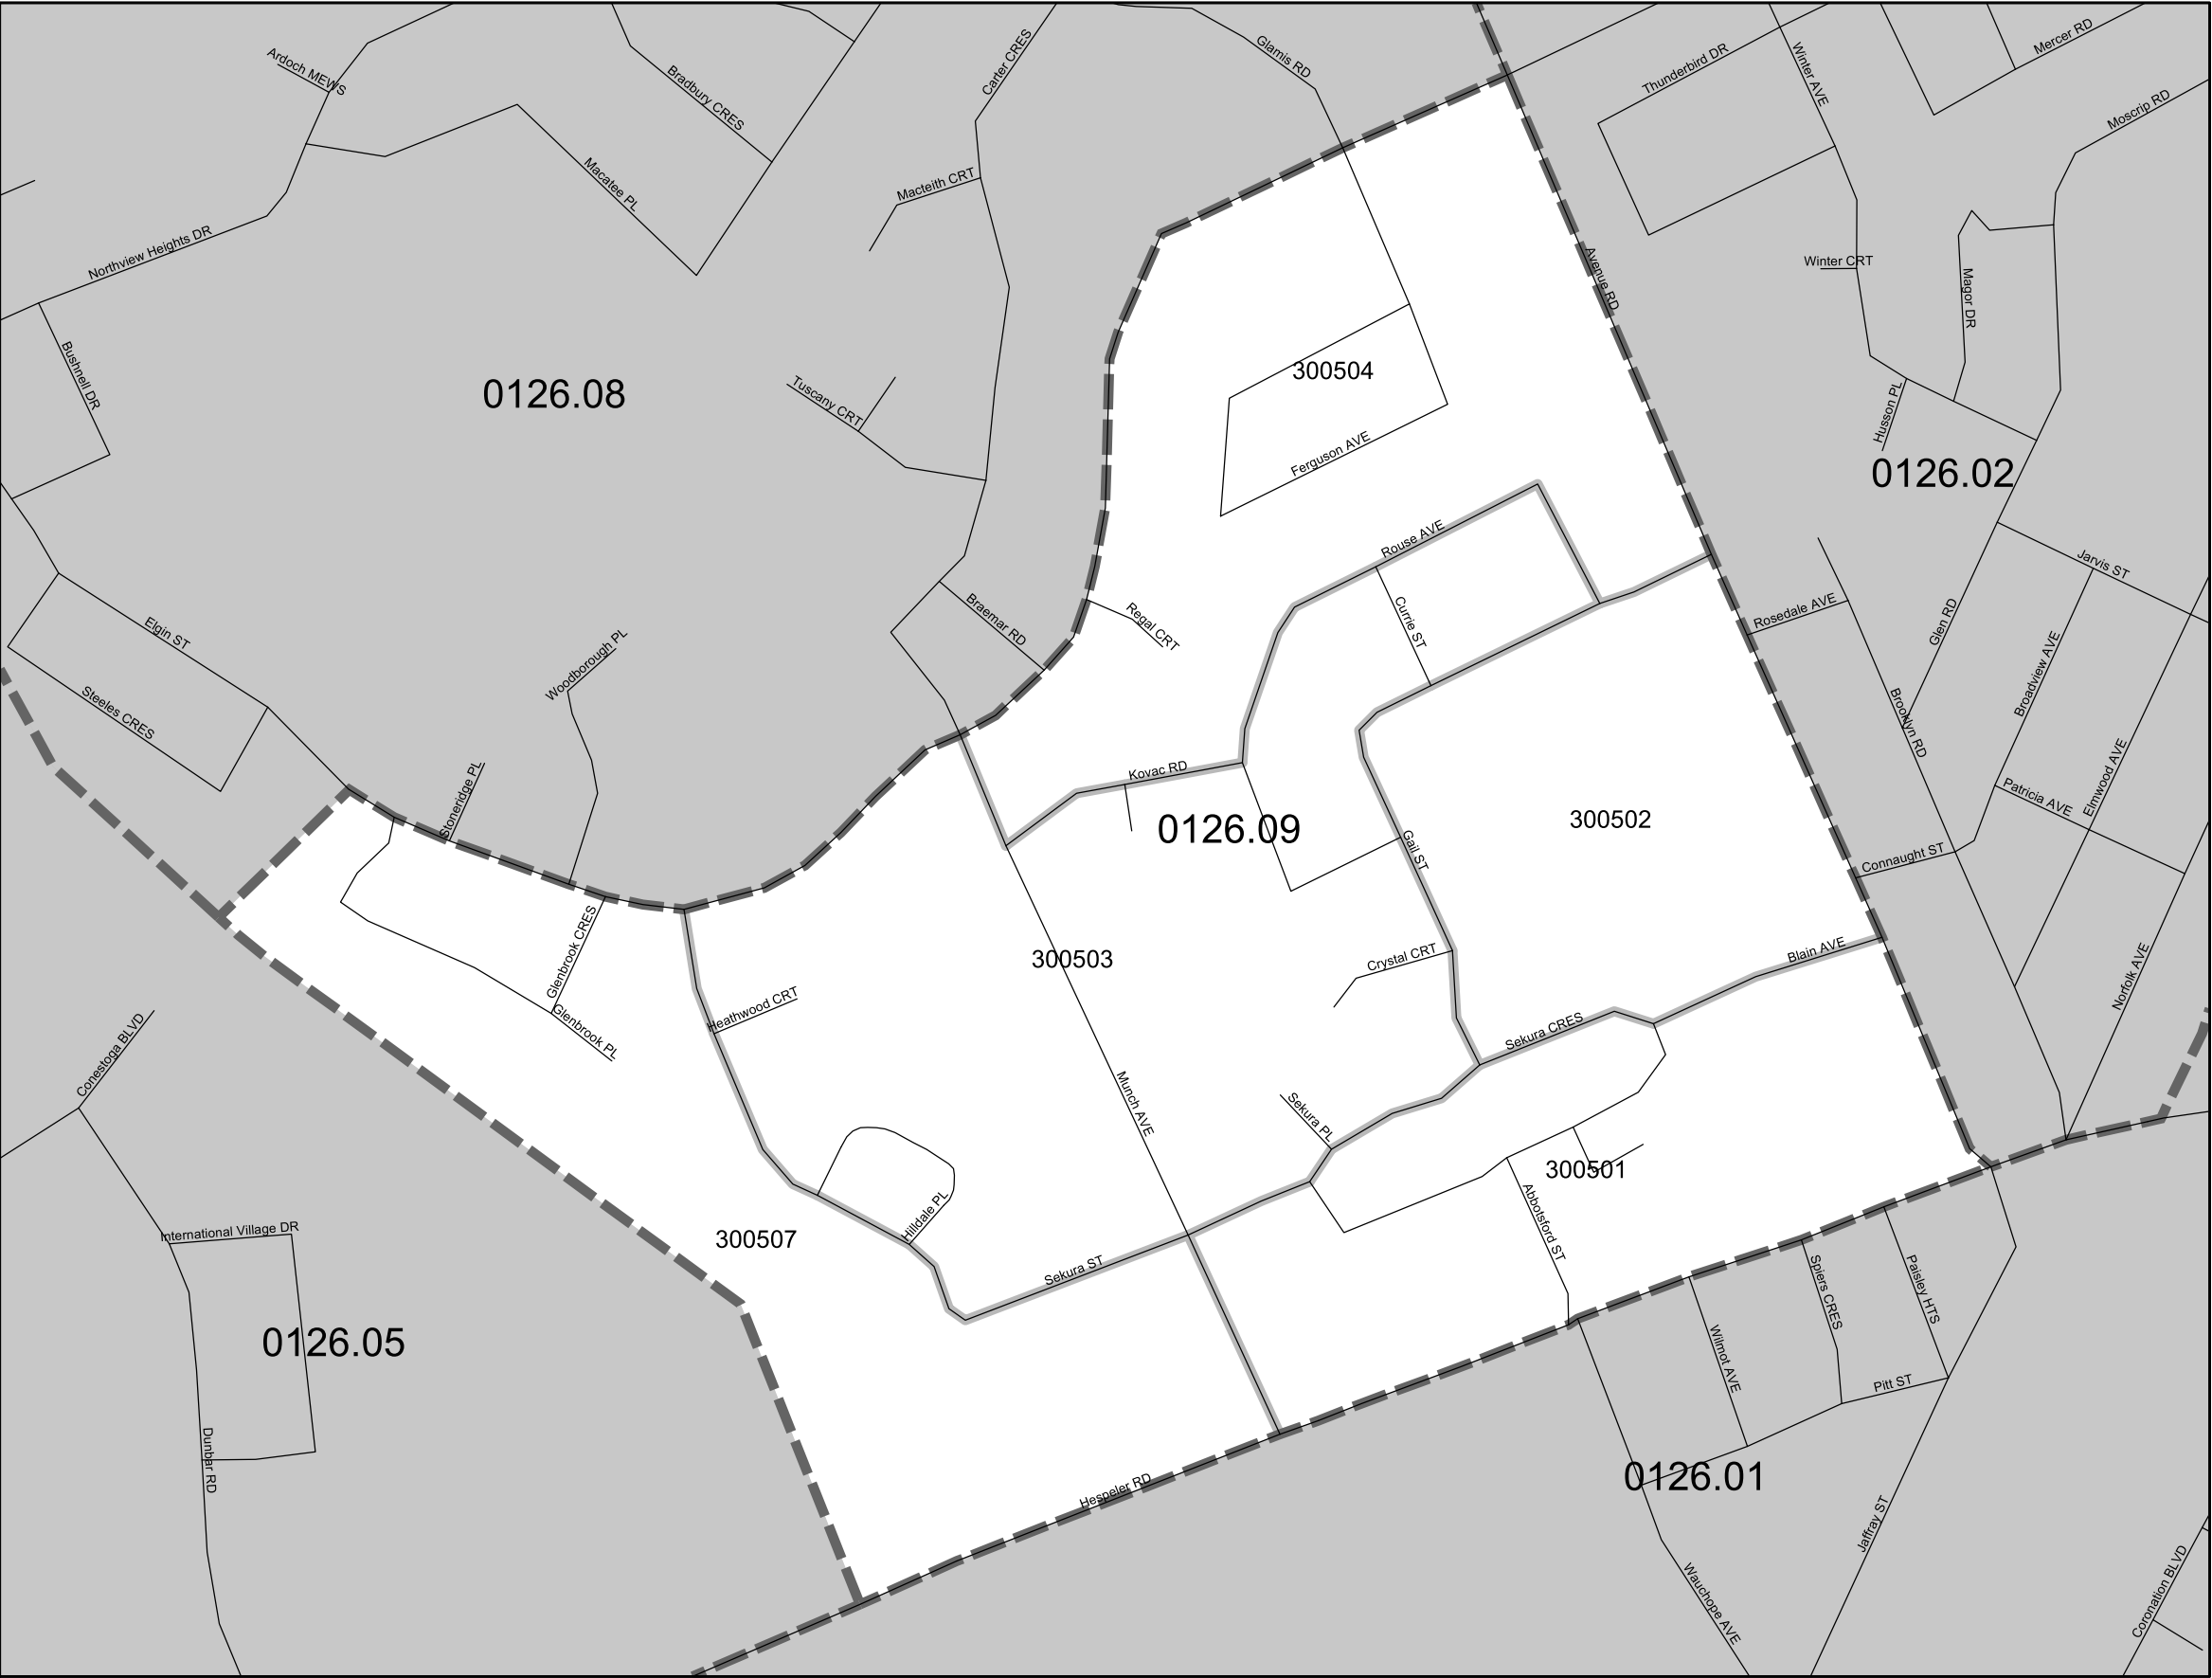 Ardoch MEWS
Bradbury CRES
Carter CRES
Glamis RD
Thunderbird DR
Winter AVE
Mercer RD
Moscrip RD
Macatee PL
Macteith CRT
Northview Heights DR
Avenue RD
Winter CRT
Magor DR
Bushnell DR
0126.08
Tuscany CRT
300504
Ferguson AVE
Husson PL
0126.02
Rouse AVE
Jarvis ST
Elgin ST
Steeles CRES
Woodborough PL
Braemar RD
Regal CRT
Currie ST
Rosedale AVE
Glen RD
Broadview AVE
Brooklyn RD
Stoneridge PL
Kovac RD
0126.09
300502
Gail ST
Patricia AVE
Elmwood AVE
Connaught ST
Glenbrook CRES
Glenbrook PL
Heathwood CRT
300503
Crystal CRT
Blain AVE
Norfolk AVE
Conestoga BLVD
Munch AVE
Sekura CRES
Sekura PL
300501
Abbotsford ST
International Village DR
Hilldale PL
300507
Sekura ST
0126.05
Dunbar RD
Spiers CRES
Paisley HTS
Wilmot AVE
Pitt ST
Hespeler RD
0126.01
Jaffray ST
Wauchope AVE
Coronation BLVD